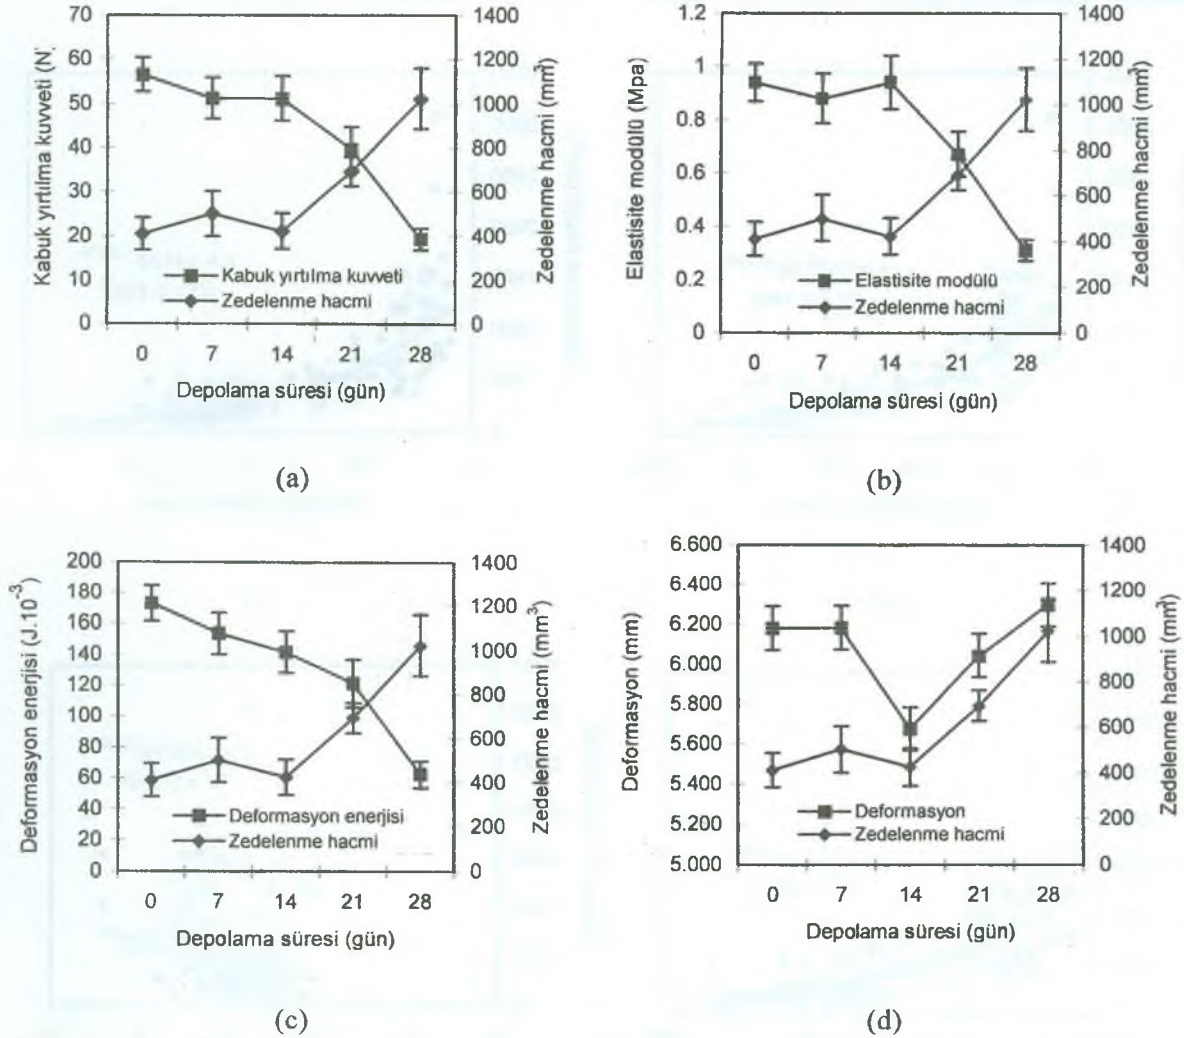 Kabuk yırtılma kuvveti (N)
70
60
50
40
30
20
10
0
1400
1200
1000
800
600
400
200
0
Zedelenme hacmi (mm³)
Kabuk yırtılma kuvveti
Zedelenme hacmi
0 7 14 21 28
Depolama süresi (gün)
(a)
Elastisite modülü (Mpa)
1.2
1
0.8
0.6
0.4
0.2
0
1400
1200
1000
800
600
400
200
0
Zedelenme hacmi (mm³)
Elastisite modülü
Zedelenme hacmi
0 7 14 21 28
Depolama süresi (gün)
(b)
Deformasyon enerjisi (J.10⁻³)
200
180
160
140
120
100
80
60
40
20
0
1400
1200
1000
800
600
400
200
0
Zedelenme hacmi (mm³)
Deformasyon enerjisi
Zedelenme hacmi
0 7 14 21 28
Depolama süresi (gün)
(c)
Deformasyon (mm)
6.600
6.400
6.200
6.000
5.800
5.600
5.400
5.200
5.000
1400
1200
1000
800
600
400
200
0
Zedelenme hacmi (mm³)
Deformasyon
Zedelenme hacmi
0 7 14 21 28
Depolama süresi (gün)
(d)